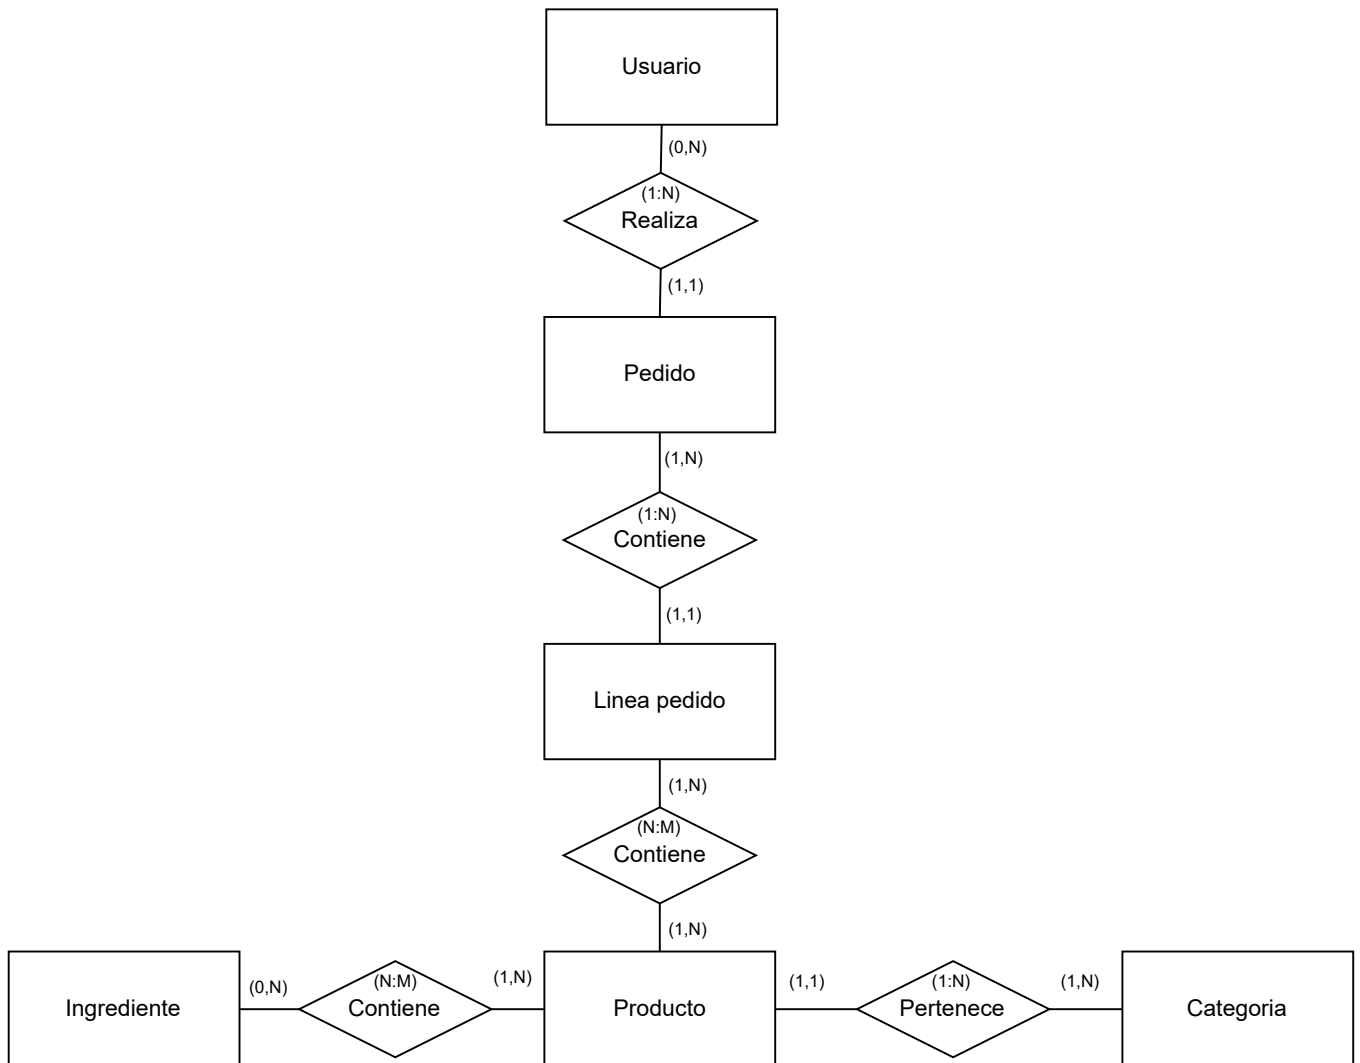 Usuario
(0,N)
(1:N)
Realiza
(1,1)
Pedido
(1,N)
(1:N)
Contiene
(1,1)
Linea pedido
(1,N)
(N:M)
Contiene
(1,N)
Ingrediente
(0,N)
(N:M)
Contiene
(1,N)
Producto
(1,1)
(1:N)
Pertenece
(1,N)
Categoria